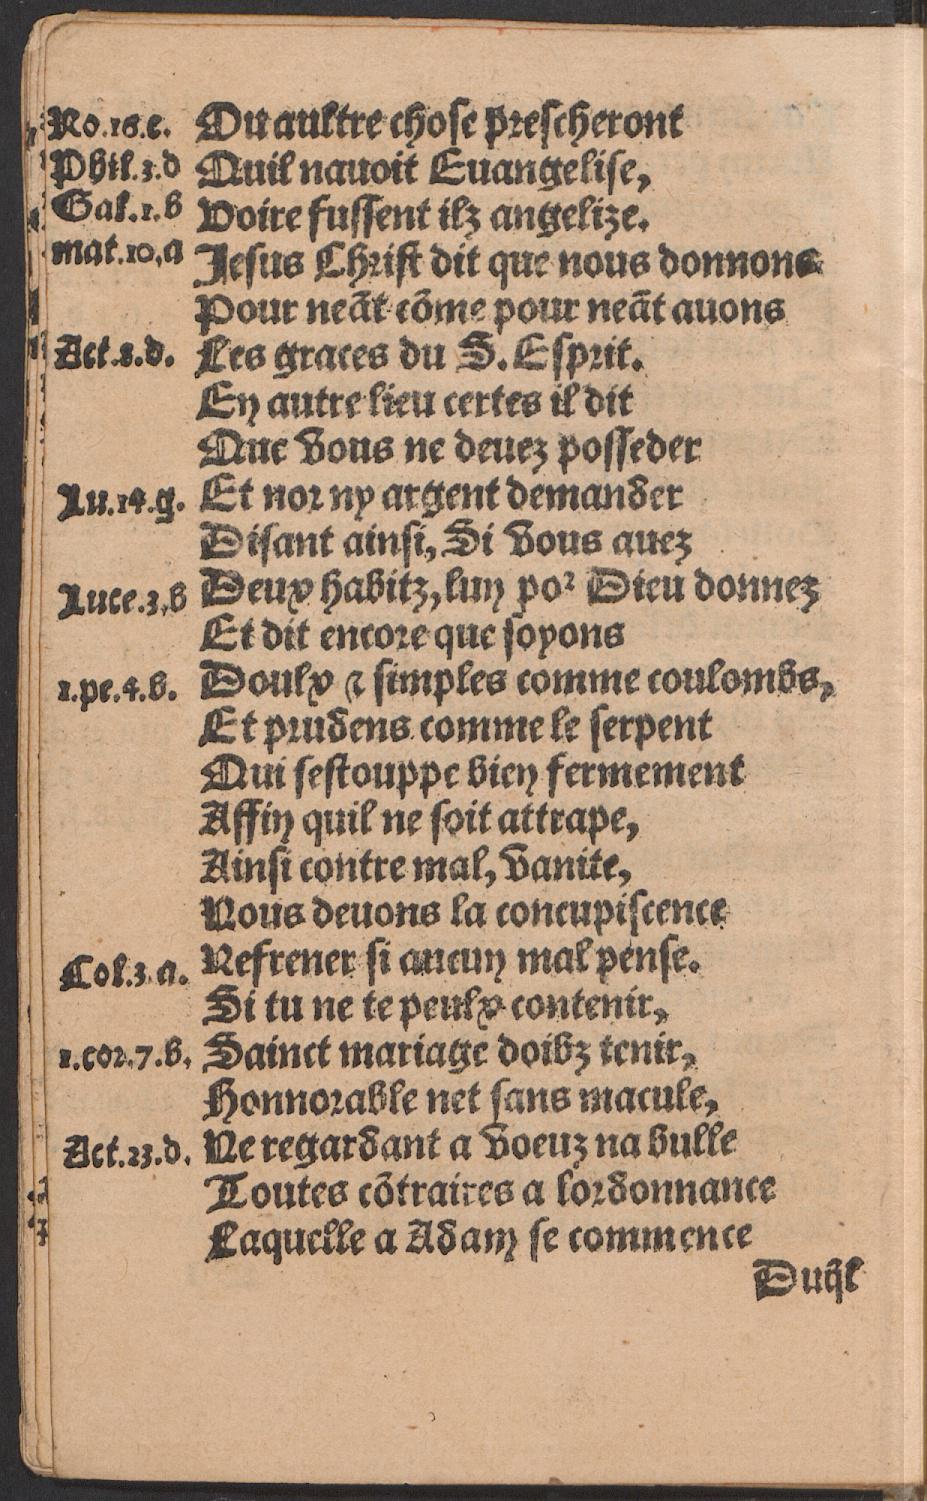 Ro.16.c. Ou aultre chose prescheront
Phil.3.d Quil nauoit Euangelise,
Gal.1.b Voire fussent ilz angelize.
mat.10,a Jesus Christ dit que nous donnons
Pour neãt cõme pour neãt auons
Act.8.d. Les graces du S. Esprit.
En autre lieu certes il dit
Que vous ne deuez posseder
Lu.14.g. Et nor ny argent demander
Disant ainsi, Si vous auez
Luce.3,b Deux habitz, lun por Dieu donnez
Et dit encore que soyons
1.pe.4.b. Doulx ⁊ simples comme coulombs,
Et prudens comme le serpent
Qui sestouppe bien fermement
Affin quil ne soit attrape,
Ainsi contre mal, vanite,
Nous deuons la concupiscence
Col.3.a. Refrener si aucun mal pense.
Si tu ne te peulx contenir,
1.cor.7.b. Sainct mariage doibz tenir,
Honnorable net sans macule,
Act.23.d. Ne regardant a voeuz na bulle
Toutes cõtraires a lordonnance
Laquelle a Adam se commence
Duq̃l